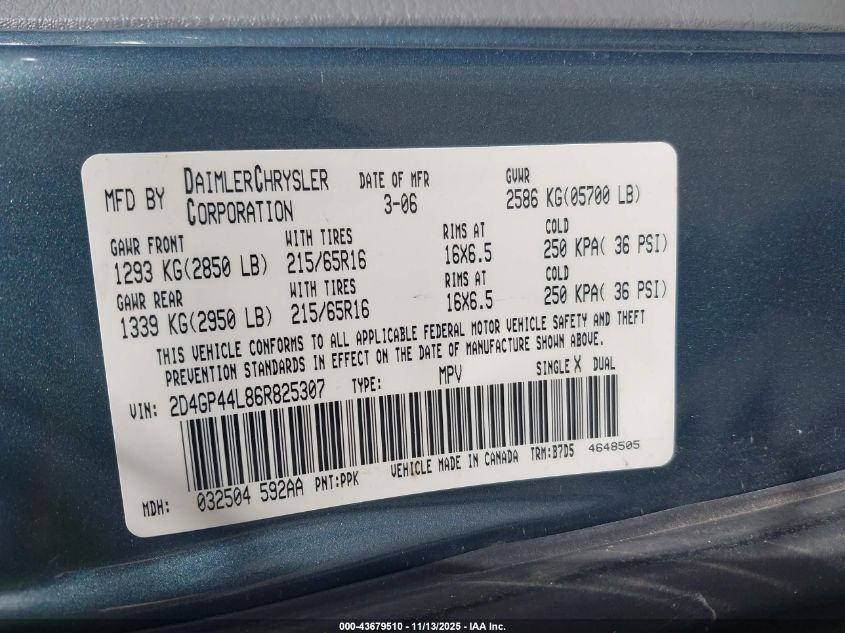 MFD BY DAIMLERCHRYSLER CORPORATION DATE OF MFR 3-06 GVWR 2586 KG(05700 LB)
GAWR FRONT WITH TIRES RIMS AT COLD
1293 KG(2850 LB) 215/65R16 16X6.5 250 KPA( 36 PSI)
GAWR REAR WITH TIRES RIMS AT COLD
1339 KG(2950 LB) 215/65R16 16X6.5 250 KPA( 36 PSI)
THIS VEHICLE CONFORMS TO ALL APPLICABLE FEDERAL MOTOR VEHICLE SAFETY AND THEFT
PREVENTION STANDARDS IN EFFECT ON THE DATE OF MANUFACTURE SHOWN ABOVE.
VIN: 2D4GP44L86R825307 TYPE: MPV SINGLE X DUAL
MDH: 032504 592AA PNT:PPK VEHICLE MADE IN CANADA TRM:B7D5 4648505
000-43679510 - 11/13/2025 - IAA Inc.